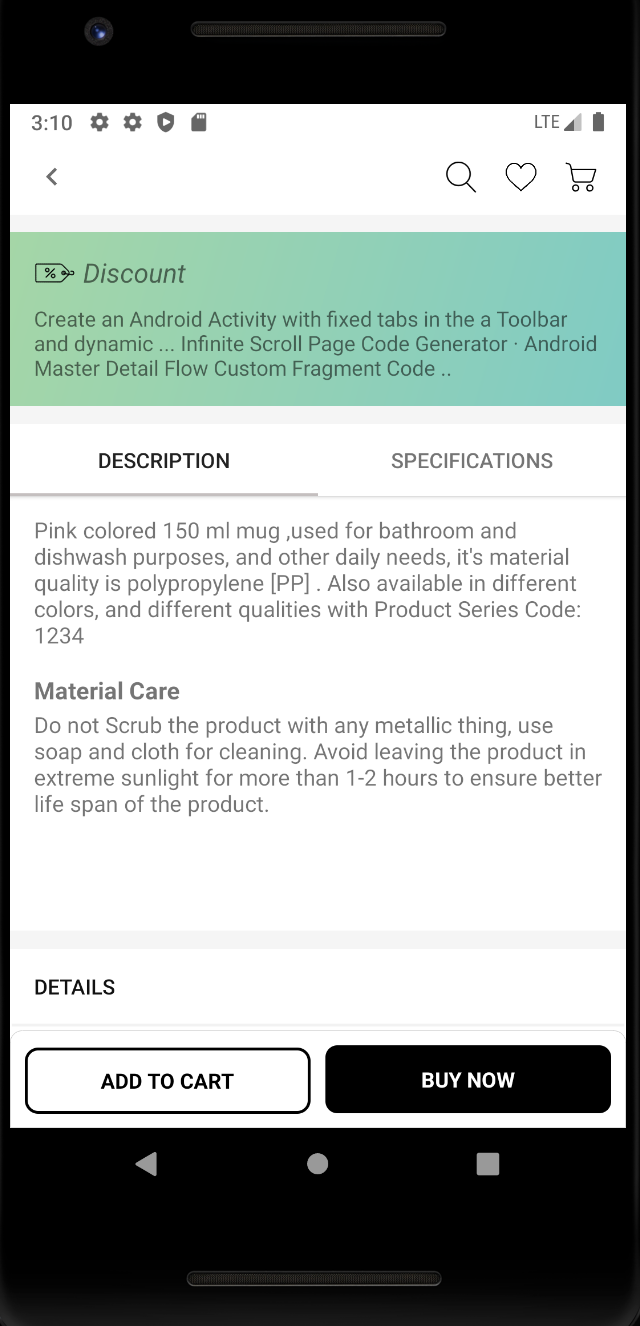 3:10
LTE
% Discount
Create an Android Activity with fixed tabs in the a Toolbar
and dynamic ... Infinite Scroll Page Code Generator · Android
Master Detail Flow Custom Fragment Code ..
DESCRIPTION
SPECIFICATIONS
Pink colored 150 ml mug ,used for bathroom and
dishwash purposes, and other daily needs, it's material
quality is polypropylene [PP] . Also available in different
colors, and different qualities with Product Series Code:
1234
Material Care
Do not Scrub the product with any metallic thing, use
soap and cloth for cleaning. Avoid leaving the product in
extreme sunlight for more than 1-2 hours to ensure better
life span of the product.
DETAILS
ADD TO CART
BUY NOW